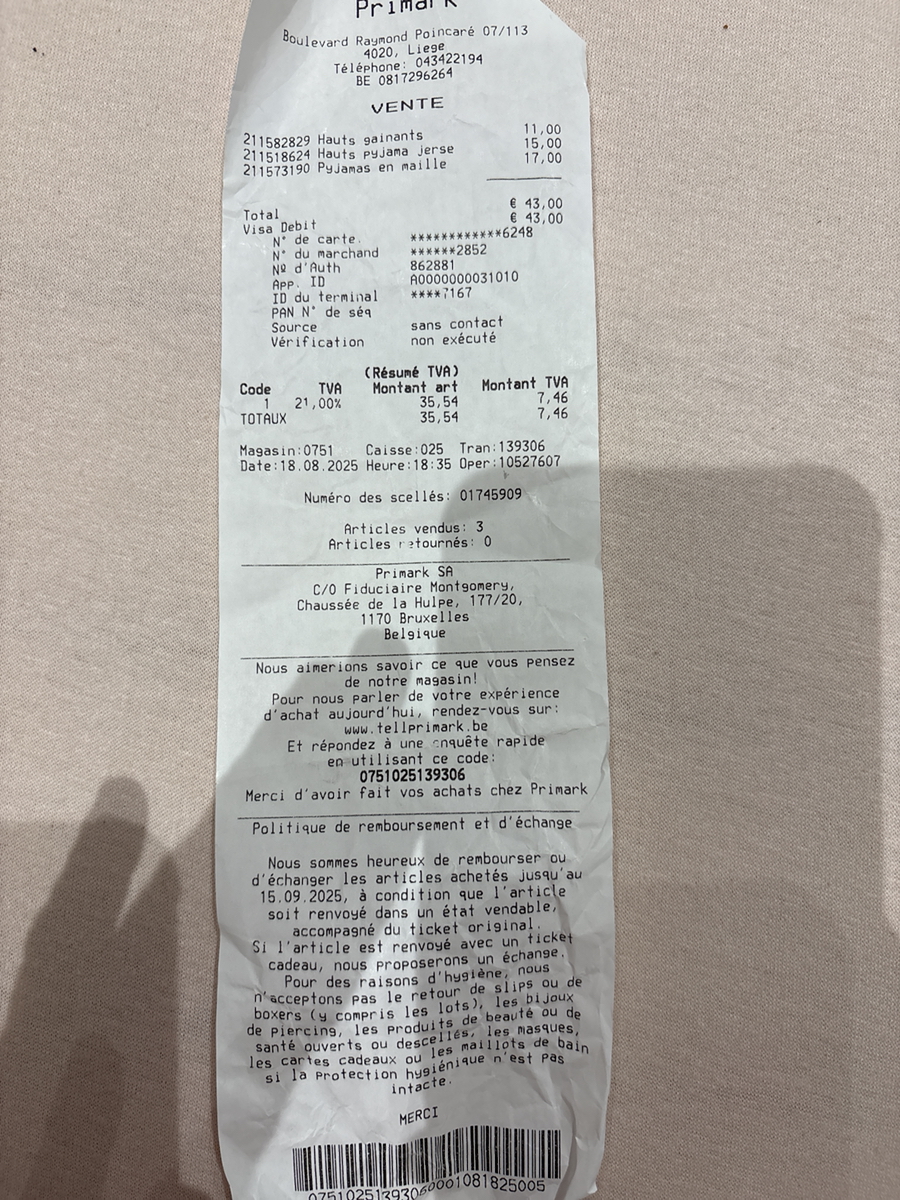 Primark
Boulevard Raymond Poincaré 07/113
4020, Liege
Téléphone: 043422194
BE 0817296264
VENTE
211582829 Hauts gainants 11,00
211518624 Hauts pyjama jerse 15,00
211573190 Pyjamas en maille 17,00
Total € 43,00
Visa Debit € 43,00
N° de carte. ************6248
N° du marchand ******2852
Nº d'Auth 862881
App. ID A0000000031010
ID du terminal ****7167
PAN N° de séq
Source sans contact
Vérification non exécuté
(Résumé TVA)
Code TVA Montant art Montant TVA
1 21,00% 35,54 7,46
TOTAUX 35,54 7,46
Magasin:0751 Caisse:025 Tran:139306
Date:18.08.2025 Heure:18:35 Oper:10527607
Numéro des scellés: 01745909
Articles vendus: 3
Articles retournés: 0
Primark SA
C/O Fiduciaire Montgomery,
Chaussée de la Hulpe, 177/20,
1170 Bruxelles
Belgique
Nous aimerions savoir ce que vous pensez
de notre magasin!
Pour nous parler de votre expérience
d'achat aujourd'hui, rendez-vous sur:
www.tellprimark.be
Et répondez à une enquête rapide
en utilisant ce code:
0751025139306
Merci d'avoir fait vos achats chez Primark
Politique de remboursement et d'échange
Nous sommes heureux de rembourser ou
d'échanger les articles achetés jusqu'au
15.09.2025, à condition que l'article
soit renvoyé dans un état vendable,
accompagné du ticket original.
Si l'article est renvoyé avec un ticket
cadeau, nous proposerons un échange.
Pour des raisons d'hygiène, nous
n'acceptons pas le retour de slips ou de
boxers (y compris les lots), les bijoux
de piercing, les produits de beauté ou de
santé ouverts ou descellés, les masques,
les cartes cadeaux ou les maillots de bain
si la protection hygiénique n'est pas
intacte.
MERCI
07510251393060001081825005